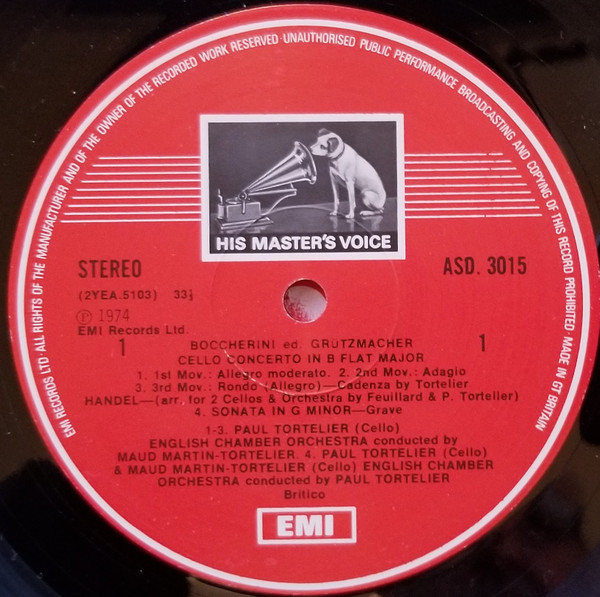 EMI RECORDS LTD · ALL RIGHTS OF THE MANUFACTURER AND OF THE OWNER OF THE RECORDED WORK RESERVED · UNAUTHORISED PUBLIC PERFORMANCE BROADCASTING AND COPYING OF THIS RECORD PROHIBITED · MADE IN GT BRITAIN
HIS MASTER'S VOICE
STEREO
ASD. 3015
(2YEA.5103) 33⅓
Ⓟ 1974
EMI Records Ltd.
1
1
BOCCHERINI ed. GRUTZMACHER
CELLO CONCERTO IN B FLAT MAJOR
1. 1st Mov.: Allegro moderato. 2. 2nd Mov.: Adagio
3. 3rd Mov.: Rondo (Allegro)—Cadenza by Tortelier
HANDEL—(arr. for 2 Cellos & Orchestra by Feuillard & P. Tortelier)
4. SONATA IN G MINOR—Grave
1-3. PAUL TORTELIER (Cello)
ENGLISH CHAMBER ORCHESTRA conducted by
MAUD MARTIN-TORTELIER. 4. PAUL TORTELIER (Cello)
& MAUD MARTIN-TORTELIER (Cello) ENGLISH CHAMBER
ORCHESTRA conducted by PAUL TORTELIER
Britico
EMI